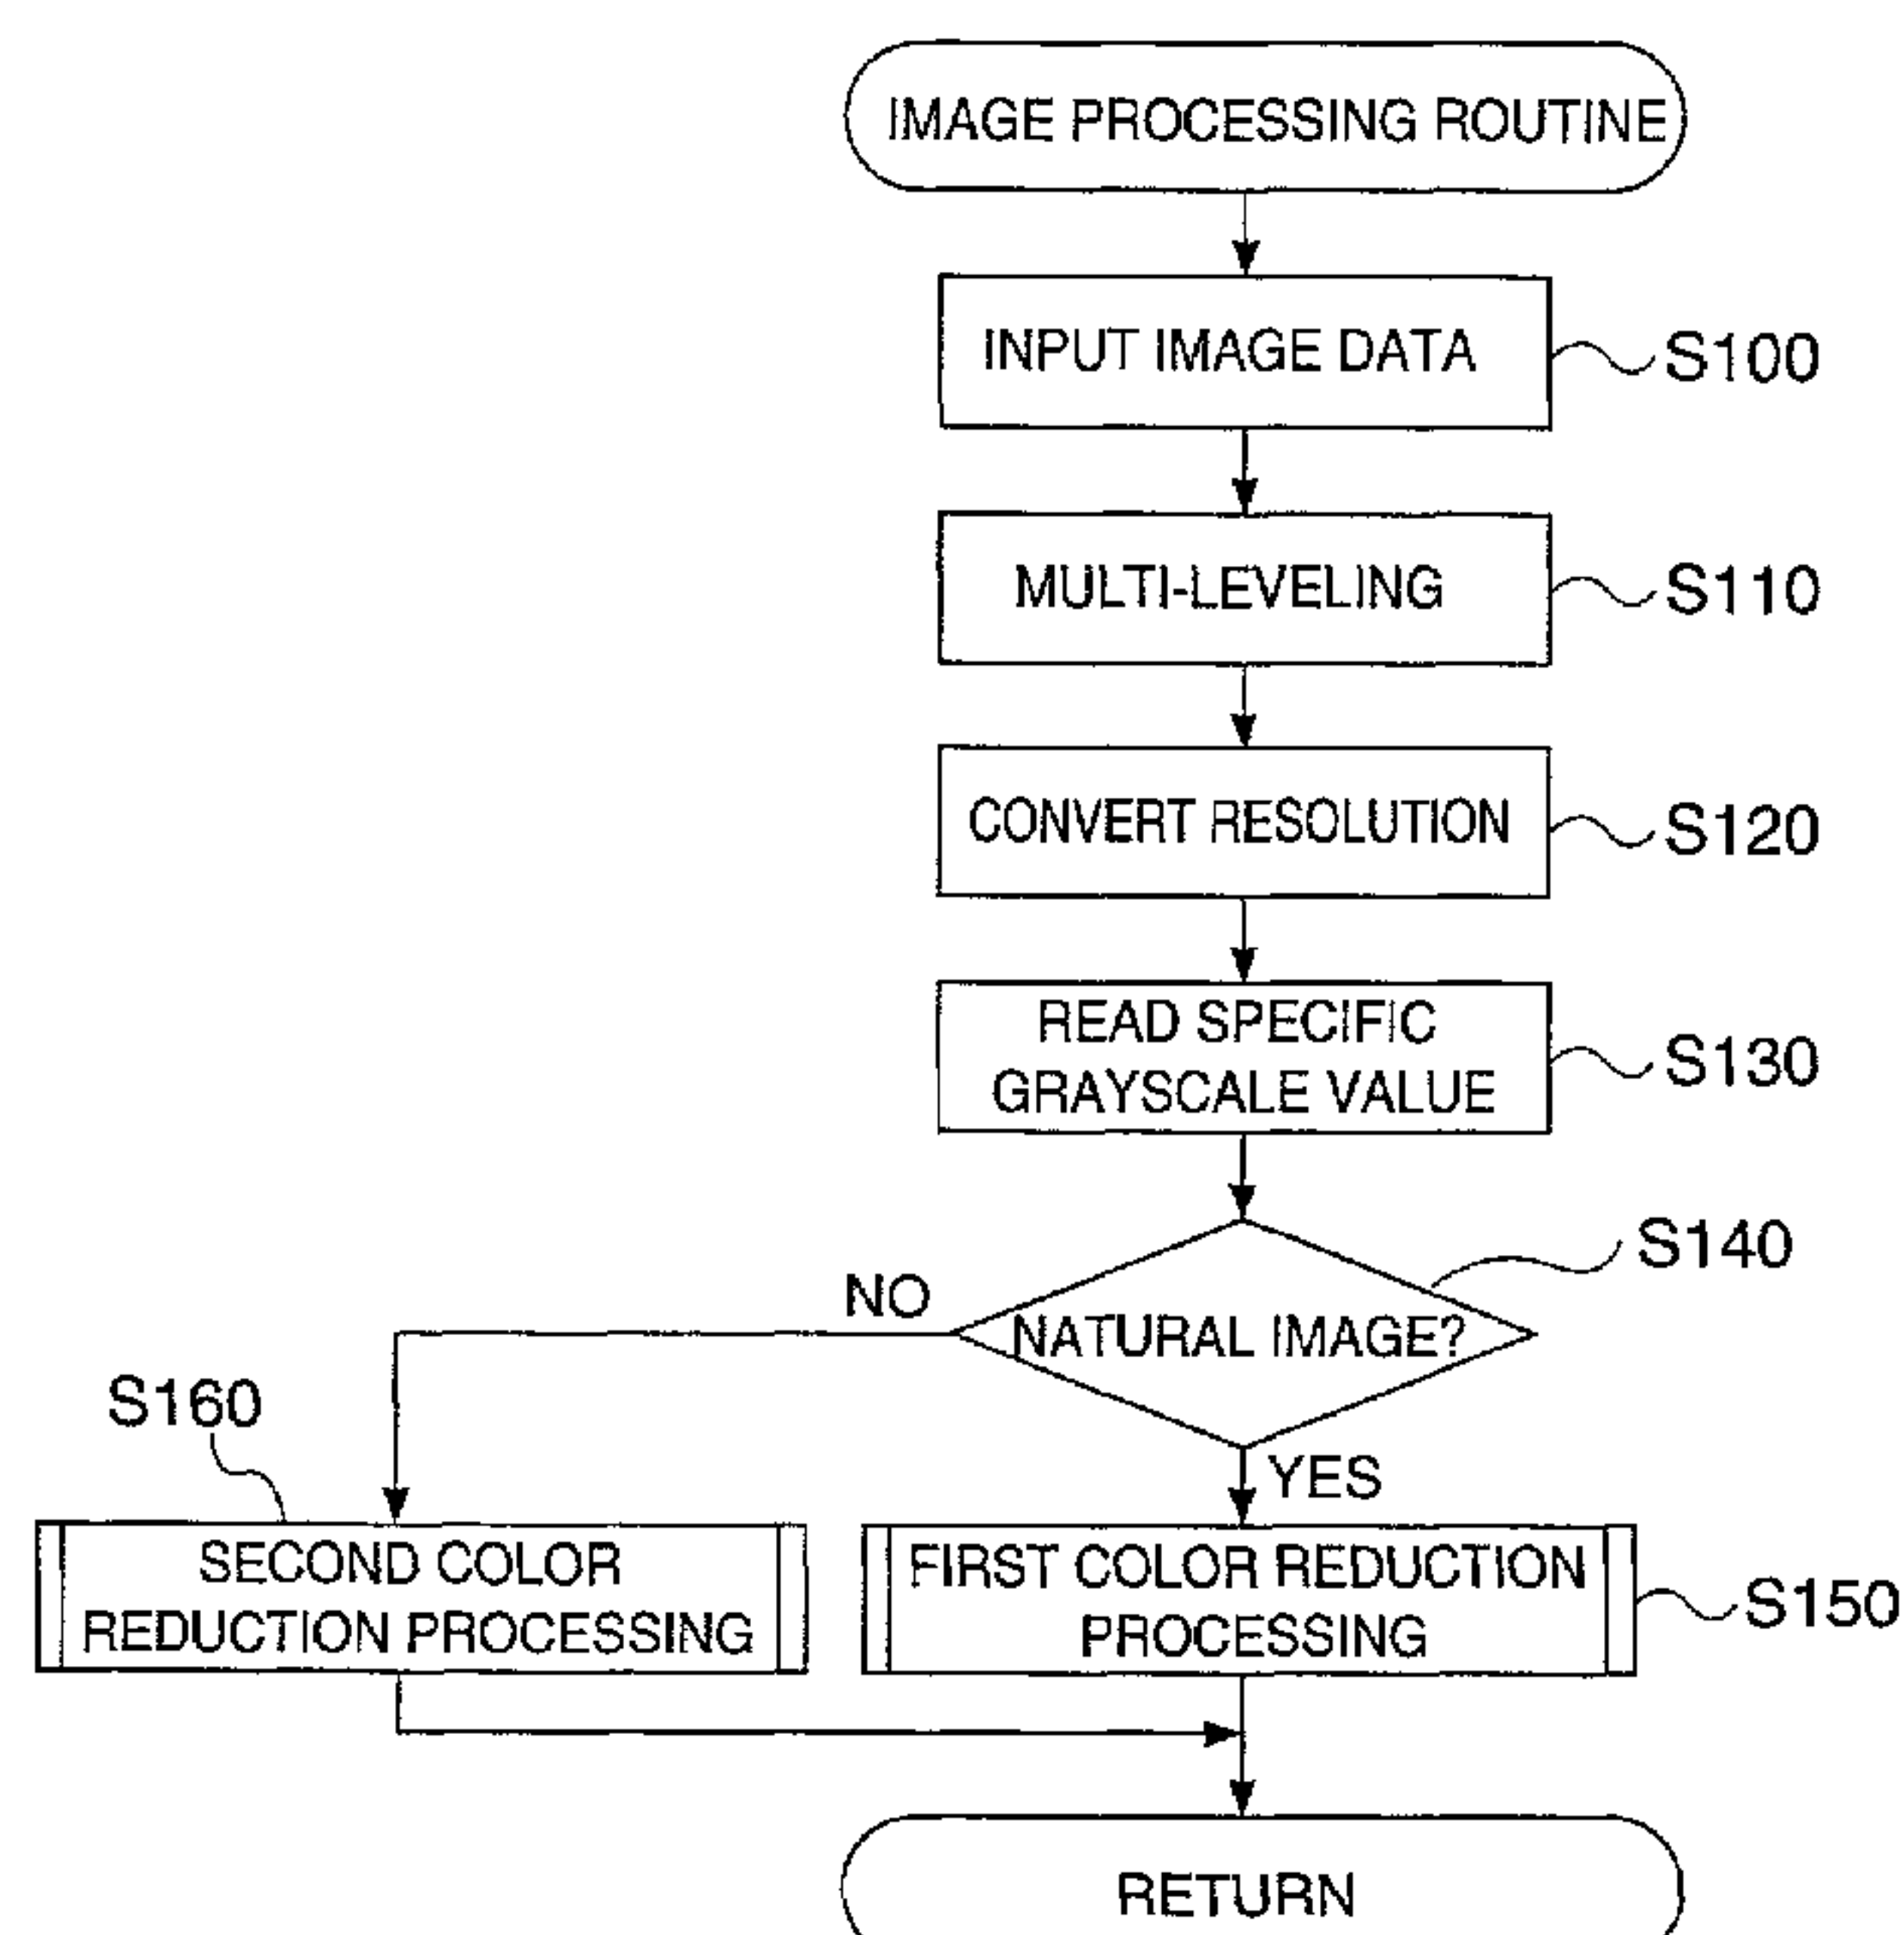 IMAGE PROCESSING ROUTINE
INPUT IMAGE DATA
S100
MULTI-LEVELING
S110
CONVERT RESOLUTION
S120
READ SPECIFIC
GRAYSCALE VALUE
S130
S140
NO
NATURAL IMAGE?
S160
YES
SECOND COLOR
REDUCTION PROCESSING
FIRST COLOR REDUCTION
PROCESSING
S150
RETURN